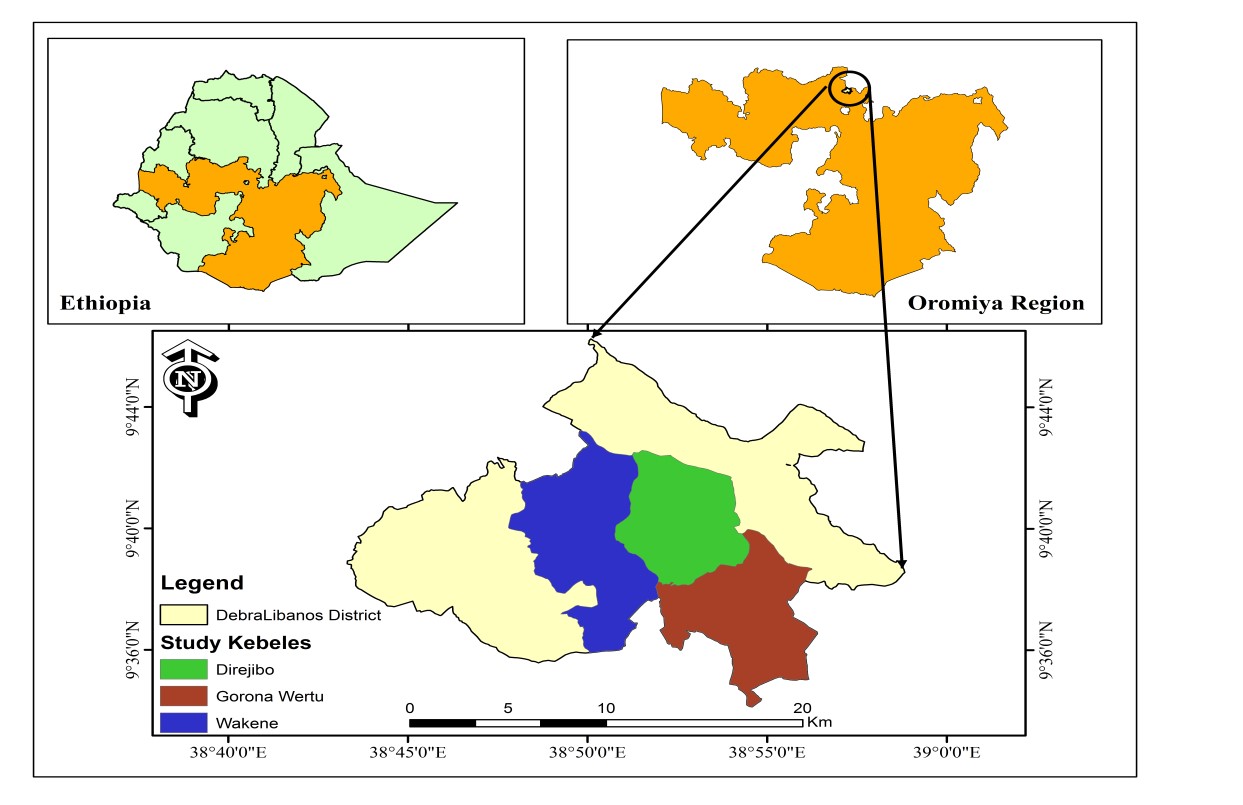 Ethiopia
Oromiya Region
N
9°44'0"N
9°44'0"N
9°40'0"N
9°40'0"N
9°36'0"N
9°36'0"N
Legend
DebraLibanos District
Study Kebeles
Direjibo
Gorona Wertu
Wakene
0 5 10 20
Km
38°40'0"E 38°45'0"E 38°50'0"E 38°55'0"E 39°0'0"E